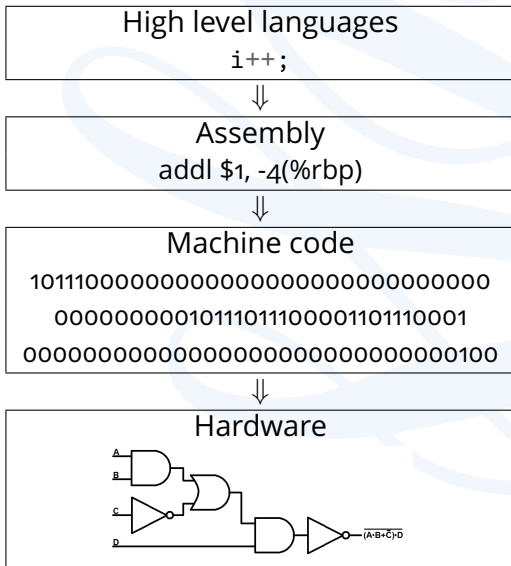 High level languages
i++;
⇓
Assembly
addl $1, -4(%rbp)
⇓
Machine code
10111000000000000000000000000000
00000000010111011100001101110001
00000000000000000000000000000100
⇓
Hardware
A
B
C
D
(A·B+C̄)·D